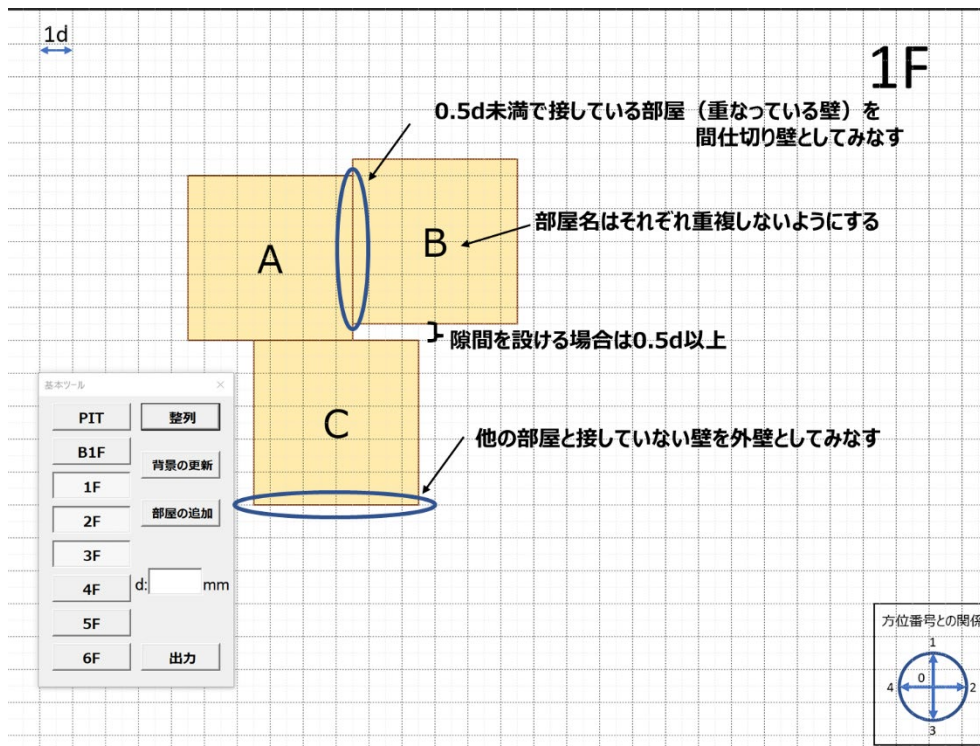 1d
1F
0.5d未満で接している部屋（重なっている壁）を
間仕切り壁としてみなす
A
B
部屋名はそれぞれ重複しないようにする
隙間を設ける場合は0.5d以上
C
他の部屋と接していない壁を外壁としてみなす
基本ツール
PIT
整列
B1F
背景の更新
1F
2F
部屋の追加
3F
4F
d:
mm
5F
6F
出力
方位番号との関係
1
4
0
2
3